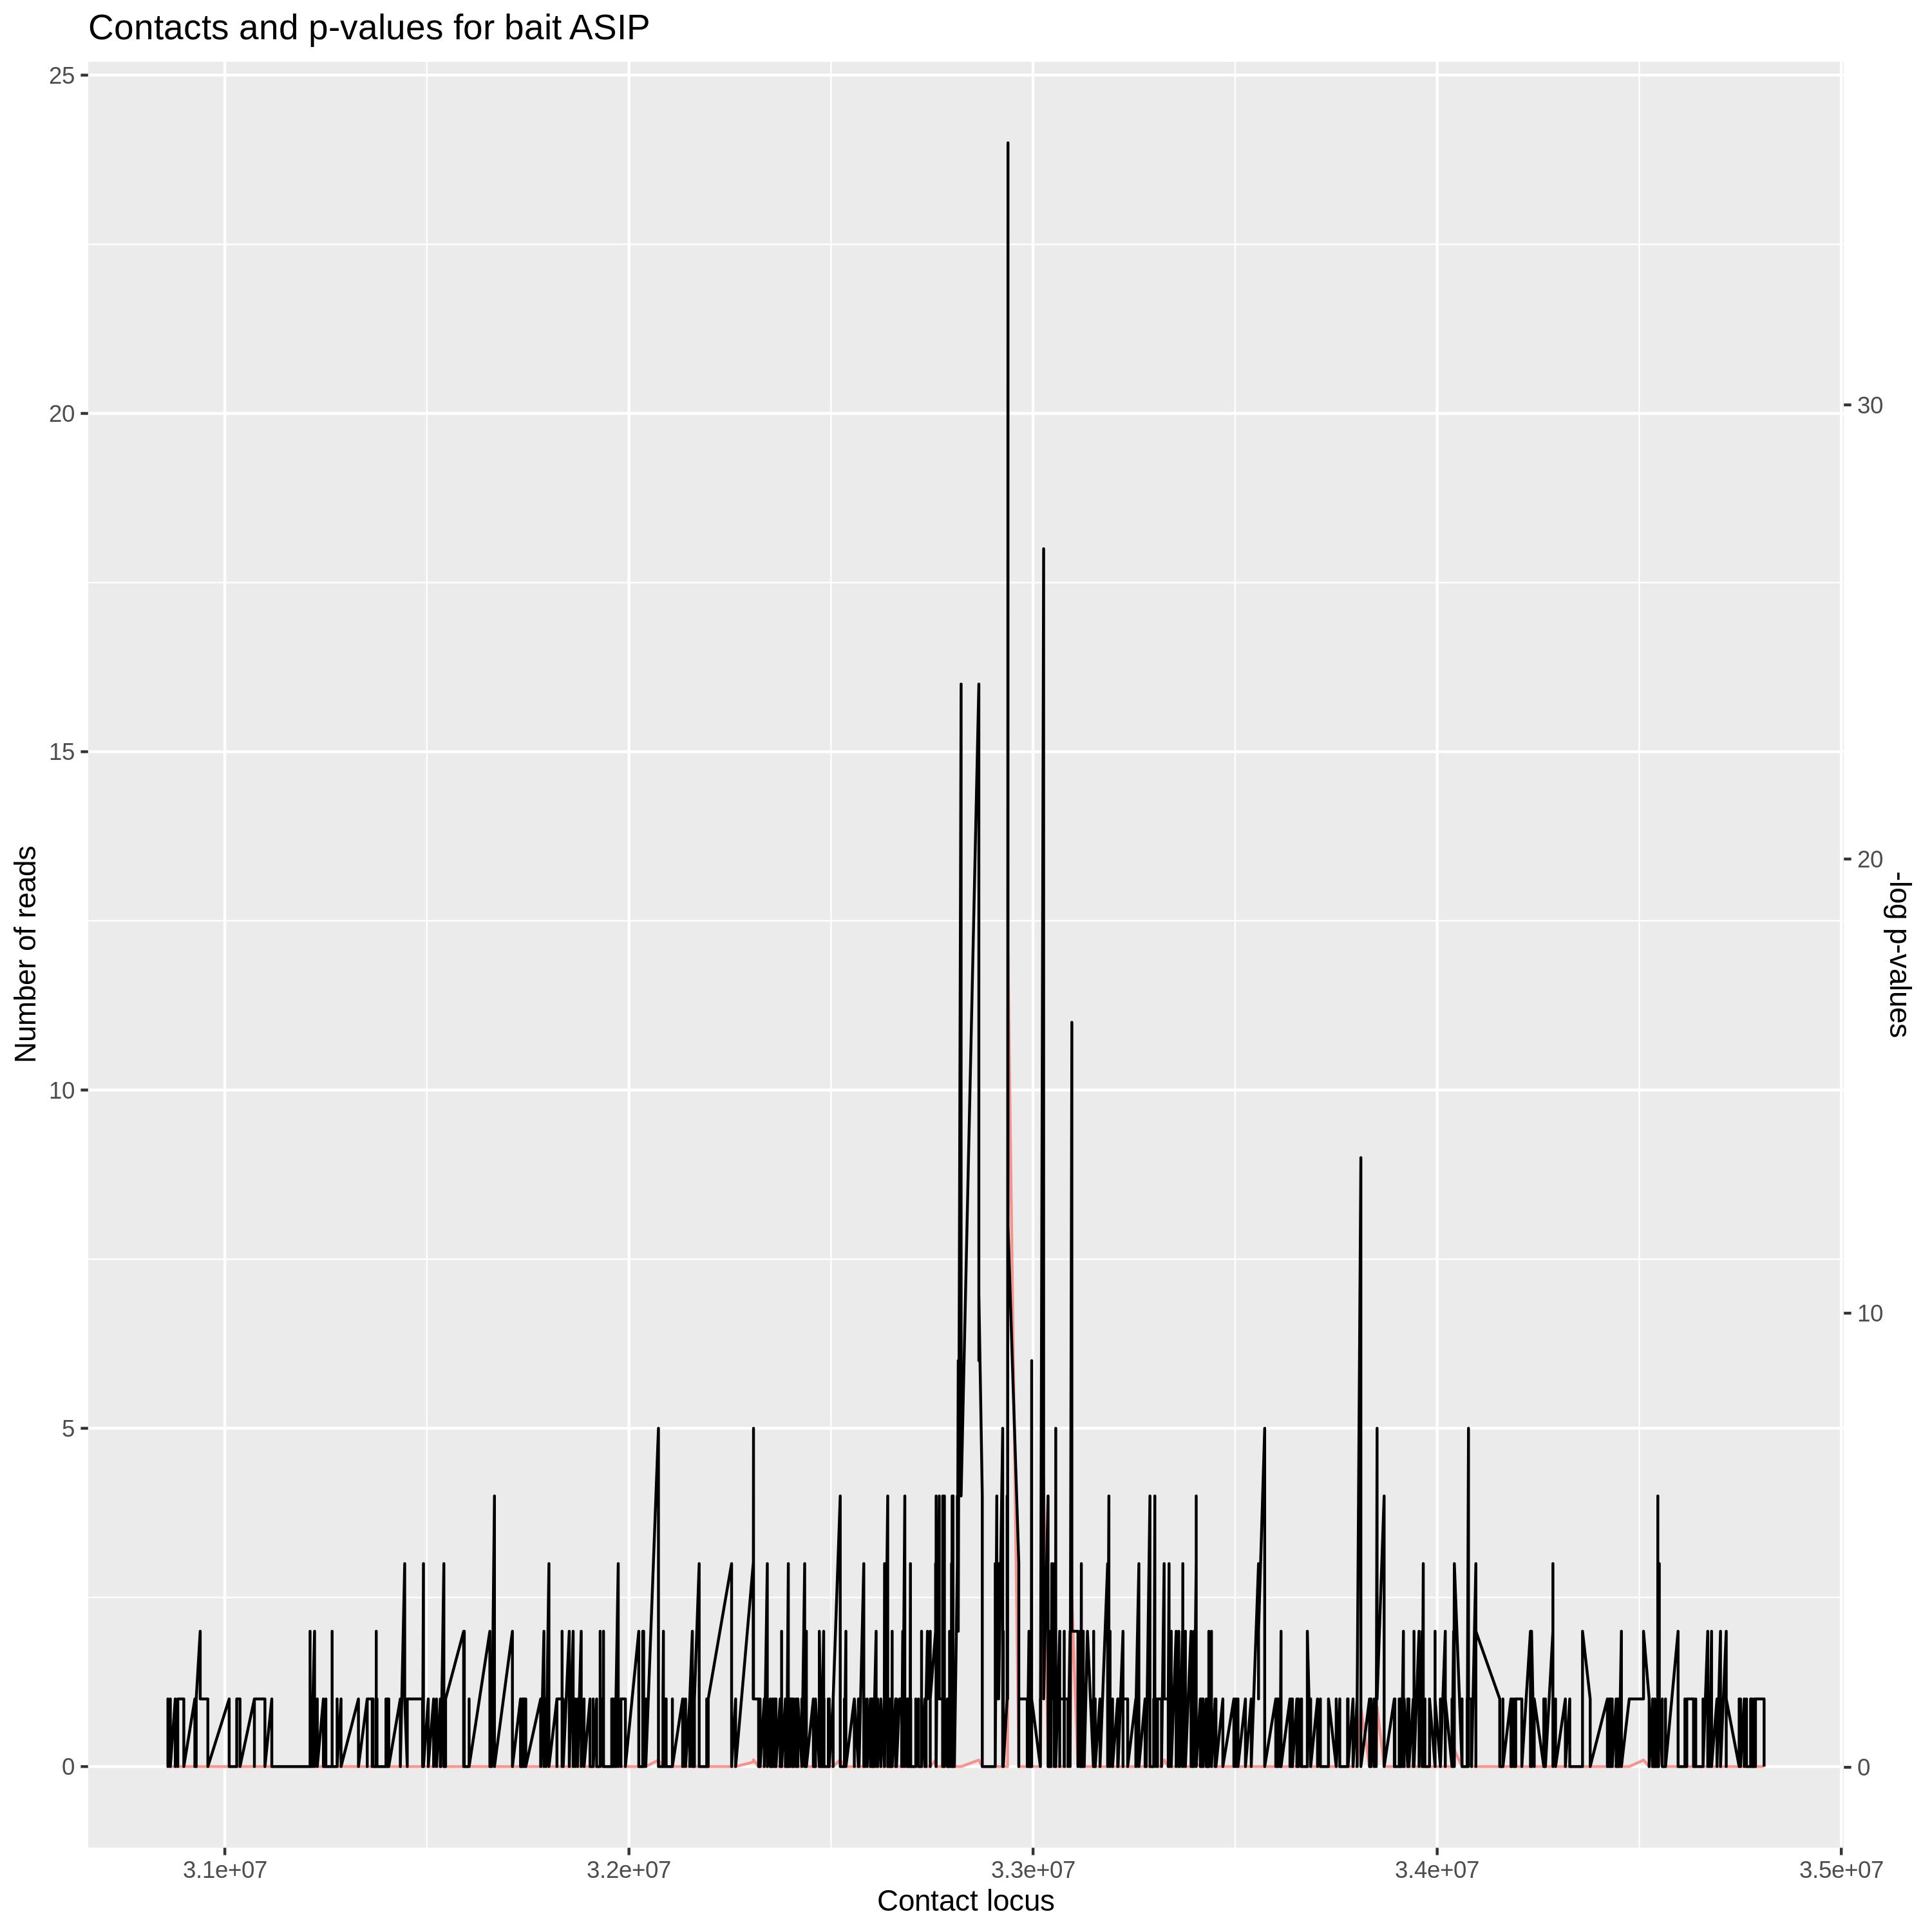 Contacts and p-values for bait ASIP
25
20
15
10
5
0
Number of reads
30
20
10
0
-log p-values
3.1e+07
3.2e+07
3.3e+07
3.4e+07
3.5e+07
Contact locus